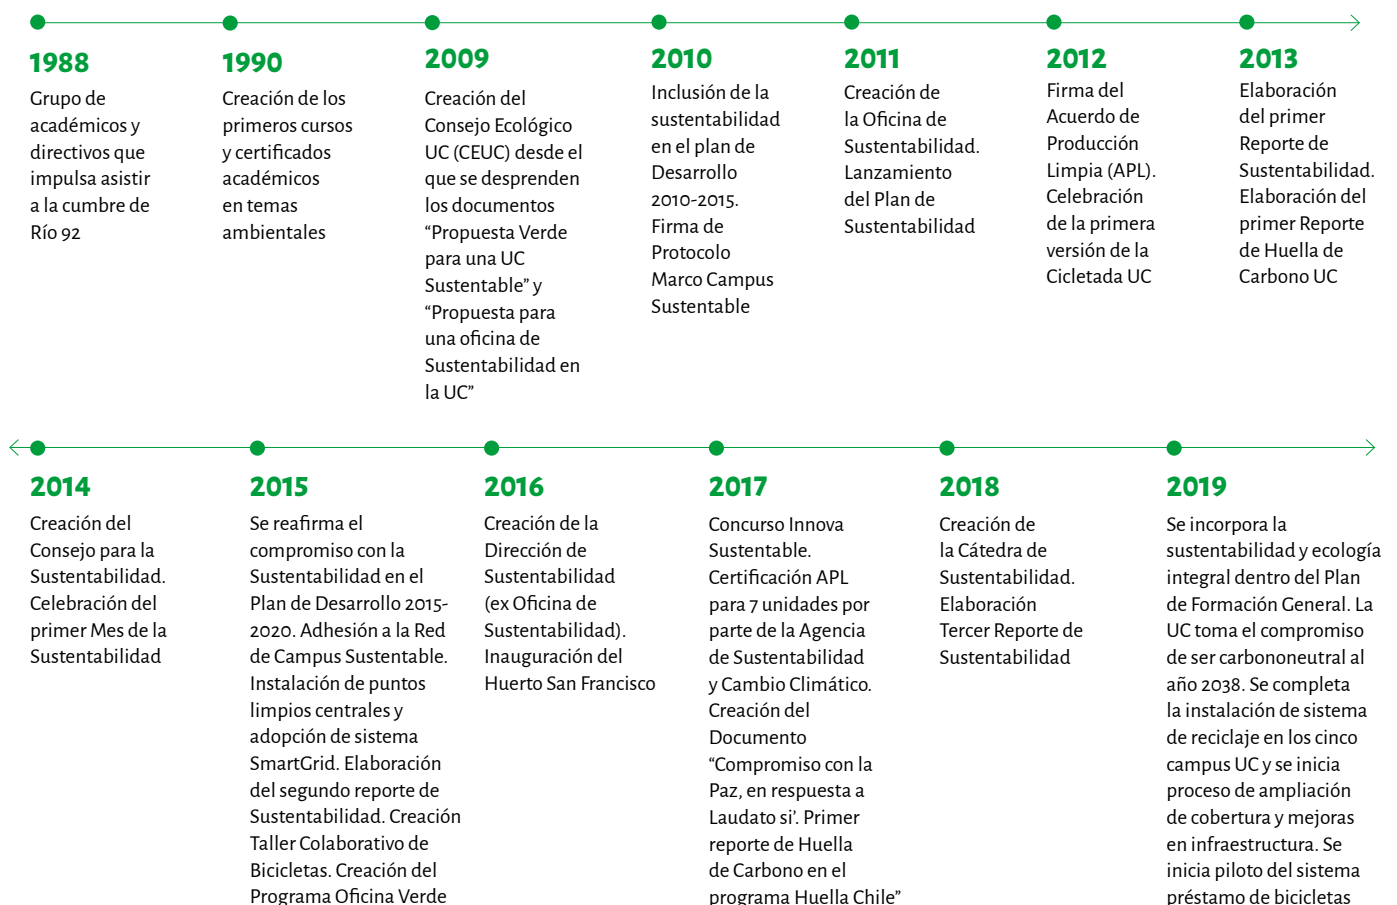 1988
Grupo de
académicos y
directivos que
impulsa asistir
a la cumbre de
Río 92
1990
Creación de los
primeros cursos
y certificados
académicos
en temas
ambientales
2009
Creación del
Consejo Ecológico
UC (CEUC) desde el
que se desprenden
los documentos
“Propuesta Verde
para una UC
Sustentable” y
“Propuesta para
una oficina de
Sustentabilidad en
la UC”
2010
Inclusión de la
sustentabilidad
en el plan de
Desarrollo
2010-2015.
Firma de
Protocolo
Marco Campus
Sustentable
2011
Creación de
la Oficina de
Sustentabilidad.
Lanzamiento
del Plan de
Sustentabilidad
2012
Firma del
Acuerdo de
Producción
Limpia (APL).
Celebración
de la primera
versión de la
Cicletada UC
2013
Elaboración
del primer
Reporte de
Sustentabilidad.
Elaboración del
primer Reporte
de Huella de
Carbono UC
2014
Creación del
Consejo para la
Sustentabilidad.
Celebración del
primer Mes de la
Sustentabilidad
2015
Se reafirma el
compromiso con la
Sustentabilidad en el
Plan de Desarrollo 2015-
2020. Adhesión a la Red
de Campus Sustentable.
Instalación de puntos
limpios centrales y
adopción de sistema
SmartGrid. Elaboración
del segundo reporte de
Sustentabilidad. Creación
Taller Colaborativo de
Bicicletas. Creación del
Programa Oficina Verde
2016
Creación de la
Dirección de
Sustentabilidad
(ex Oficina de
Sustentabilidad).
Inauguración del
Huerto San Francisco
2017
Concurso Innova
Sustentable.
Certificación APL
para 7 unidades por
parte de la Agencia
de Sustentabilidad
y Cambio Climático.
Creación del
Documento
“Compromiso con la
Paz, en respuesta a
Laudato si’. Primer
reporte de Huella
de Carbono en el
programa Huella Chile”
2018
Creación de
la Cátedra de
Sustentabilidad.
Elaboración
Tercer Reporte de
Sustentabilidad
2019
Se incorpora la
sustentabilidad y ecología
integral dentro del Plan
de Formación General. La
UC toma el compromiso
de ser carbononeutral al
año 2038. Se completa
la instalación de sistema
de reciclaje en los cinco
campus UC y se inicia
proceso de ampliación
de cobertura y mejoras
en infraestructura. Se
inicia piloto del sistema
préstamo de bicicletas